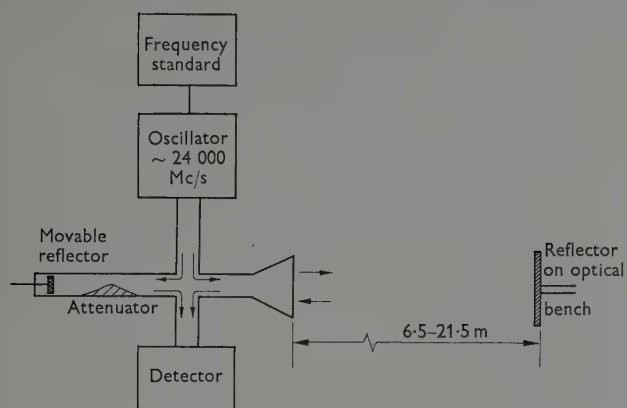 Frequency
standard
Oscillator
~ 24 000
Mc/s
Movable
reflector
Attenuator
Reflector
on optical
bench
6·5–21·5 m
Detector